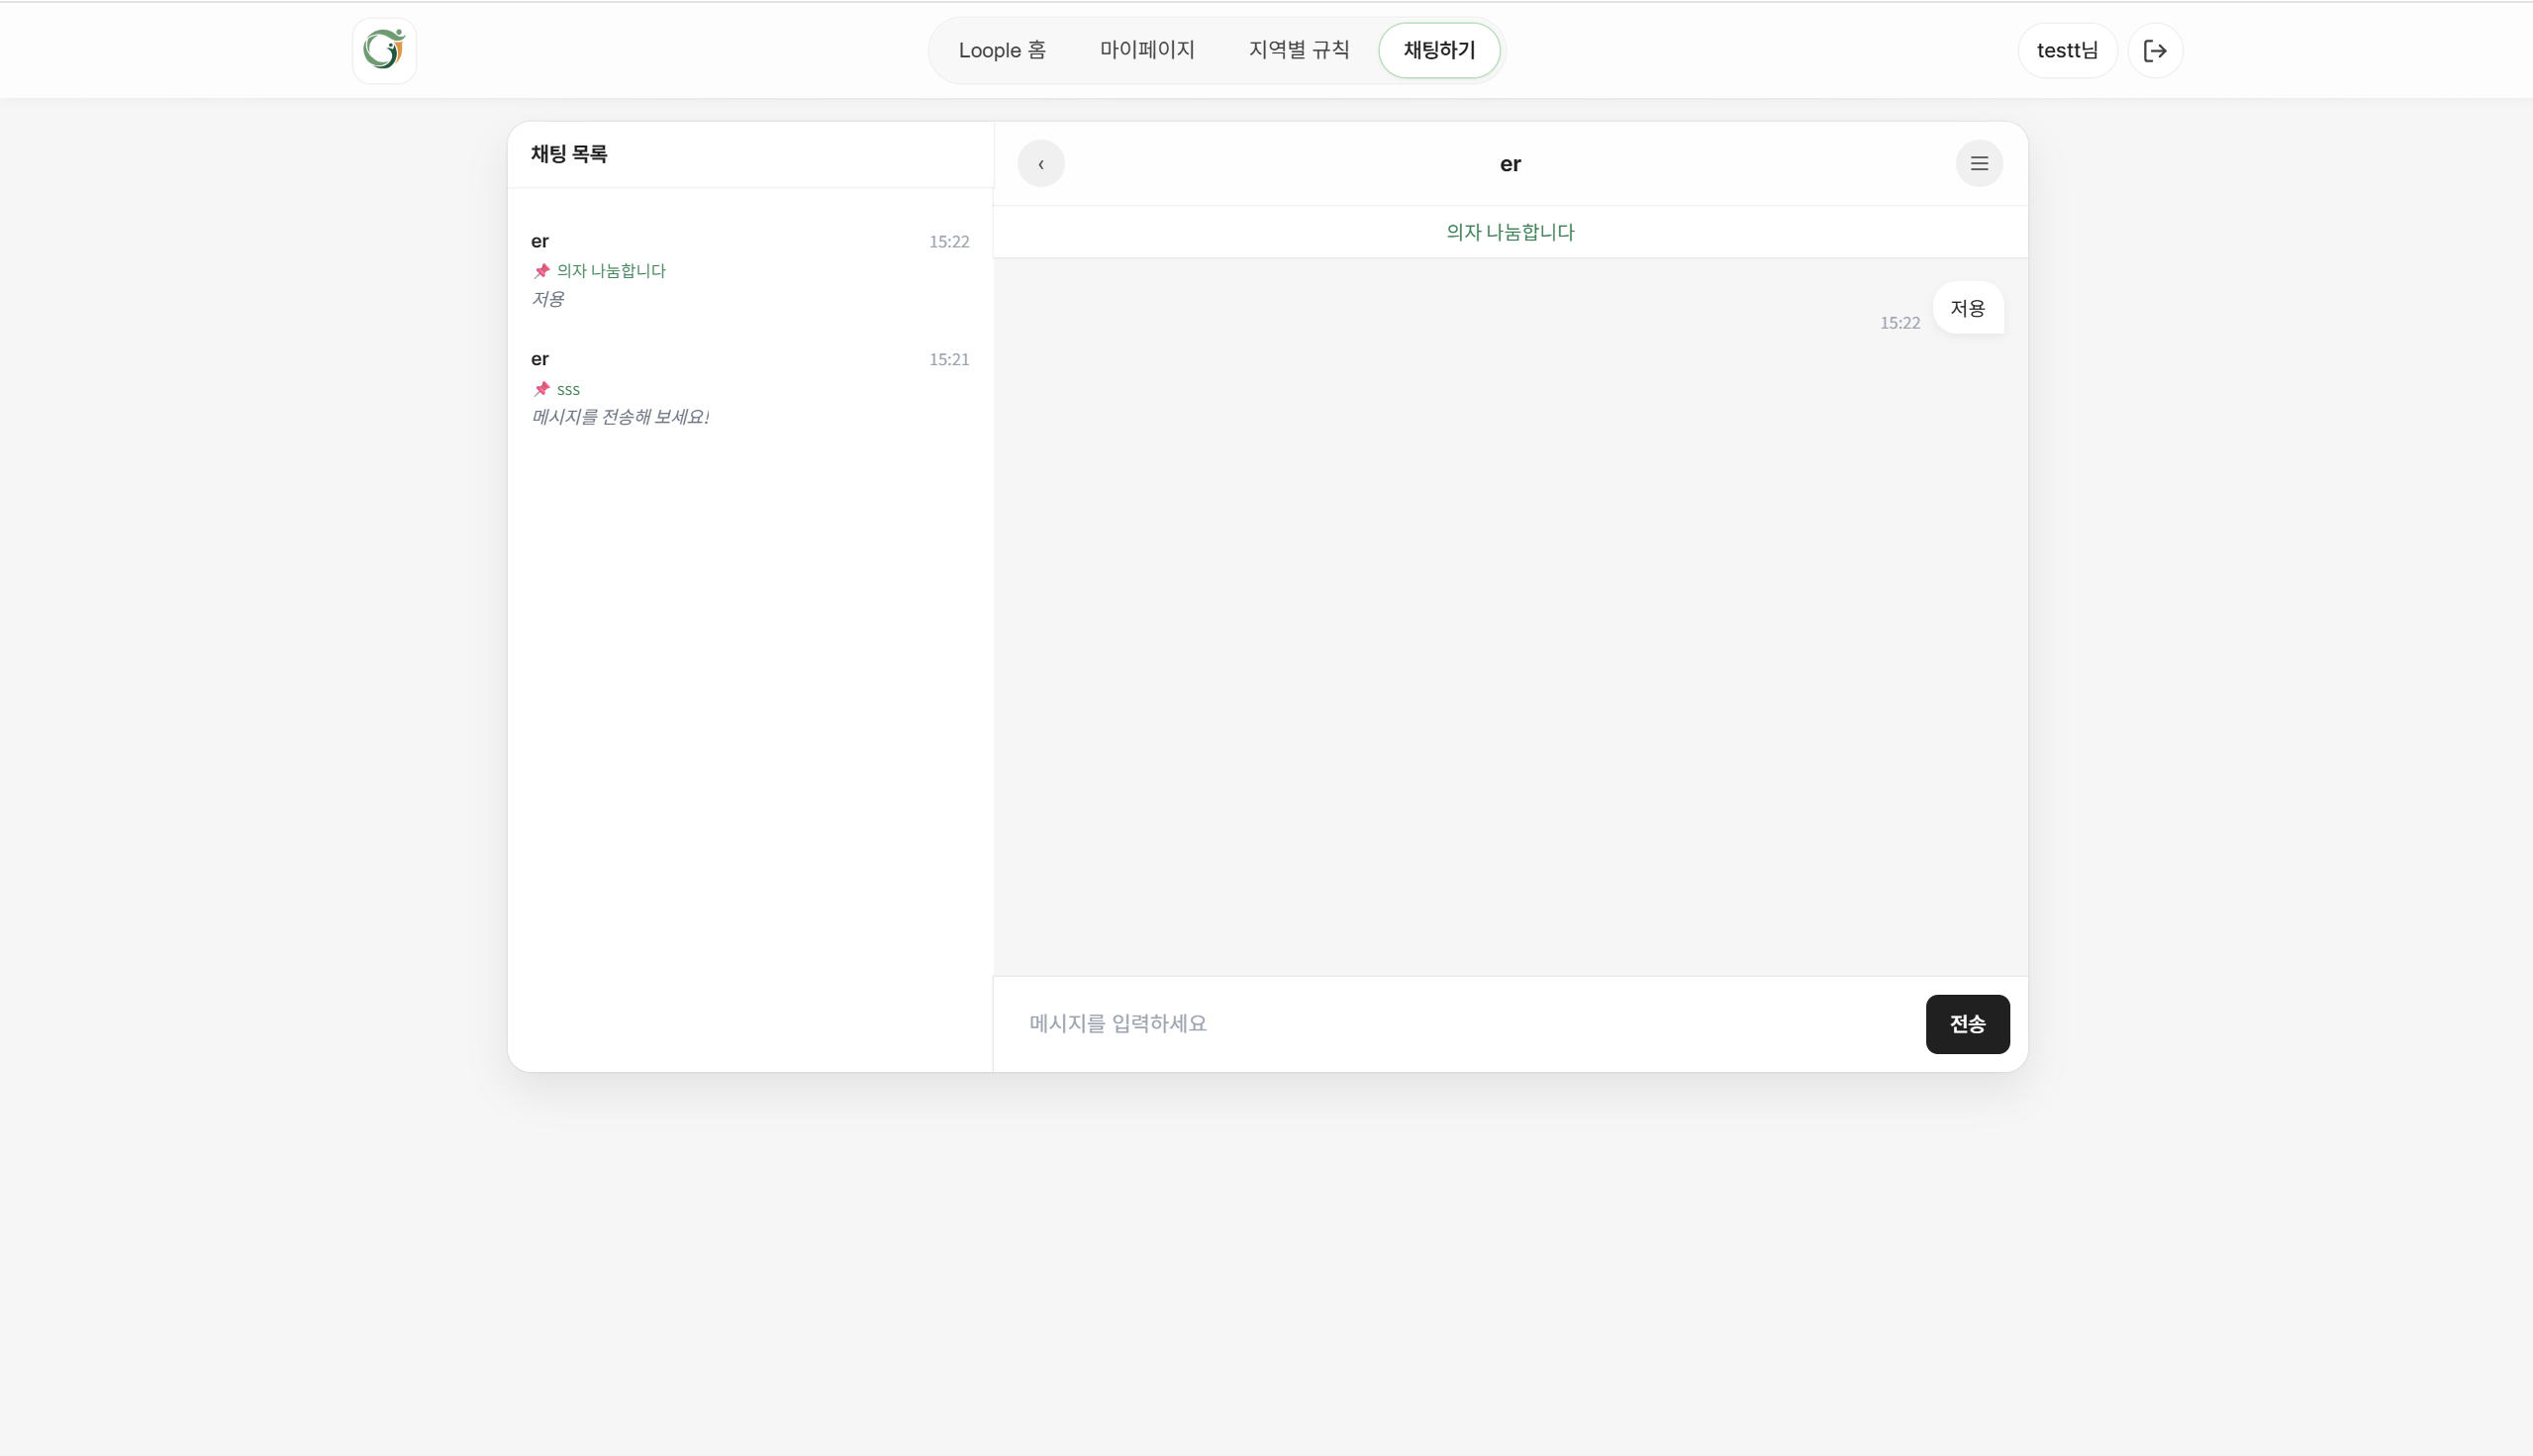 Loople 홈 마이페이지 지역별 규칙 채팅하기 testt님
채팅 목록
er 15:22
📌 의자 나눔합니다
저용
er 15:21
📌 sss
메시지를 전송해 보세요!
‹ er
의자 나눔합니다
15:22 저용
메시지를 입력하세요 전송